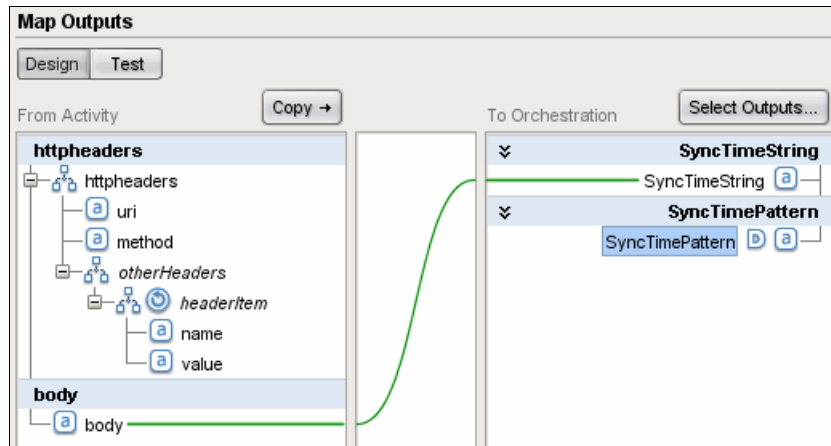 Map Outputs
Design Test
From Activity Copy → To Orchestration Select Outputs...
httpheaders
httpheaders
a uri
a method
otherHeaders
headerItem
a name
a value
body
a body
SyncTimeString
SyncTimeString a
SyncTimePattern
SyncTimePattern D a